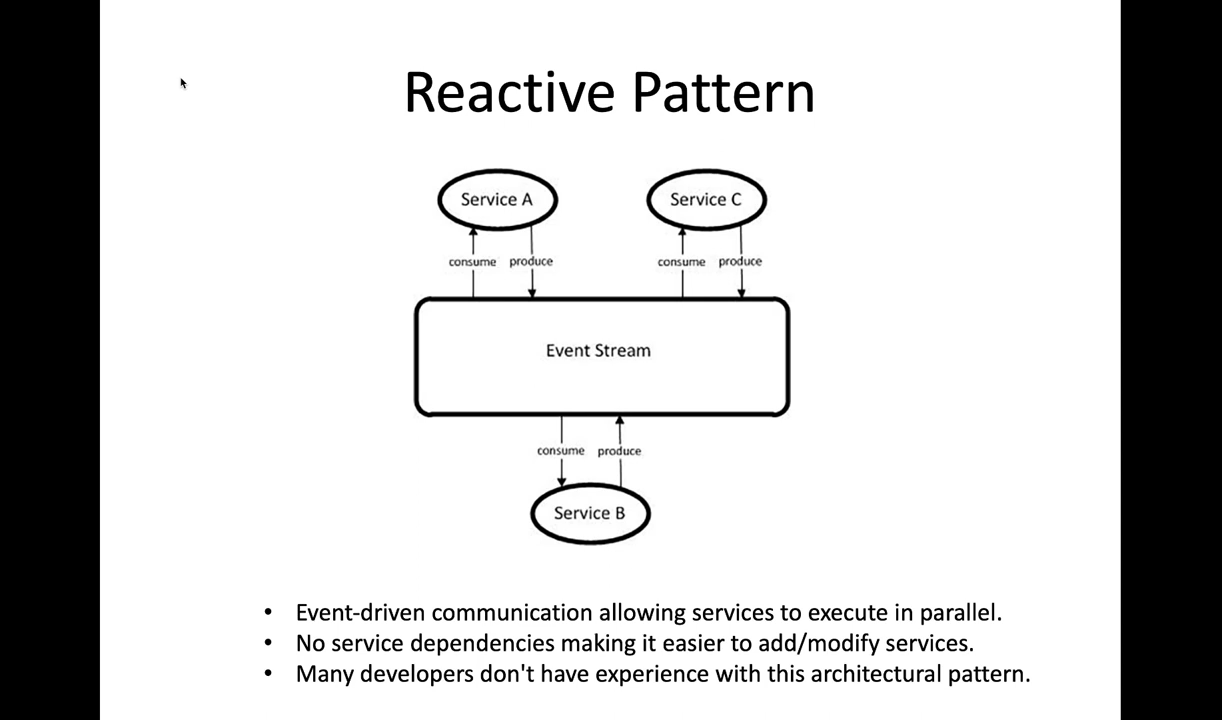 Reactive Pattern
Service A
Service C
consume produce
consume produce
Event Stream
consume produce
Service B
• Event-driven communication allowing services to execute in parallel.
• No service dependencies making it easier to add/modify services.
• Many developers don't have experience with this architectural pattern.